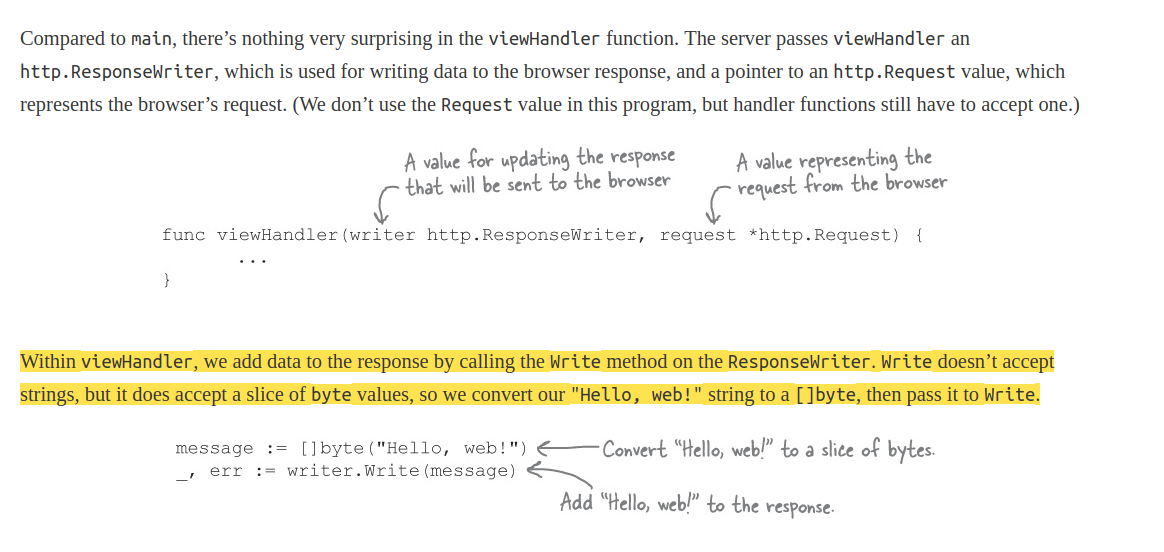 Compared to main, there’s nothing very surprising in the viewHandler function. The server passes viewHandler an
http.ResponseWriter, which is used for writing data to the browser response, and a pointer to an http.Request value, which
represents the browser’s request. (We don’t use the Request value in this program, but handler functions still have to accept one.)
A value for updating the response
that will be sent to the browser
A value representing the
request from the browser
func viewHandler(writer http.ResponseWriter, request *http.Request) {
...
}
Within viewHandler, we add data to the response by calling the Write method on the ResponseWriter. Write doesn’t accept
strings, but it does accept a slice of byte values, so we convert our "Hello, web!" string to a []byte, then pass it to Write.
message := []byte("Hello, web!")
Convert “Hello, web!” to a slice of bytes.
_, err := writer.Write(message)
Add “Hello, web!” to the response.